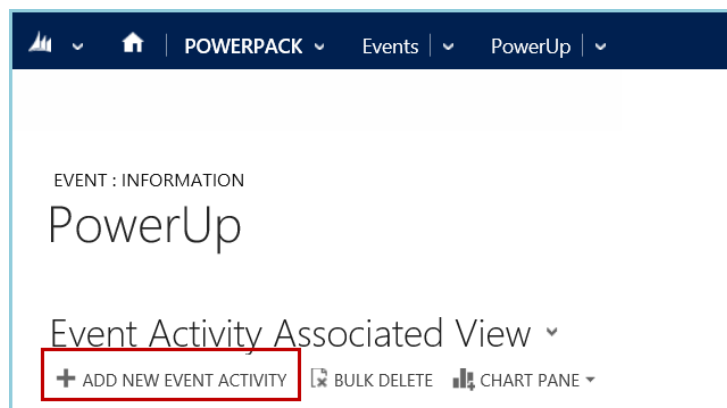 POWERPACK Events PowerUp
EVENT : INFORMATION
PowerUp
Event Activity Associated View
ADD NEW EVENT ACTIVITY BULK DELETE CHART PANE